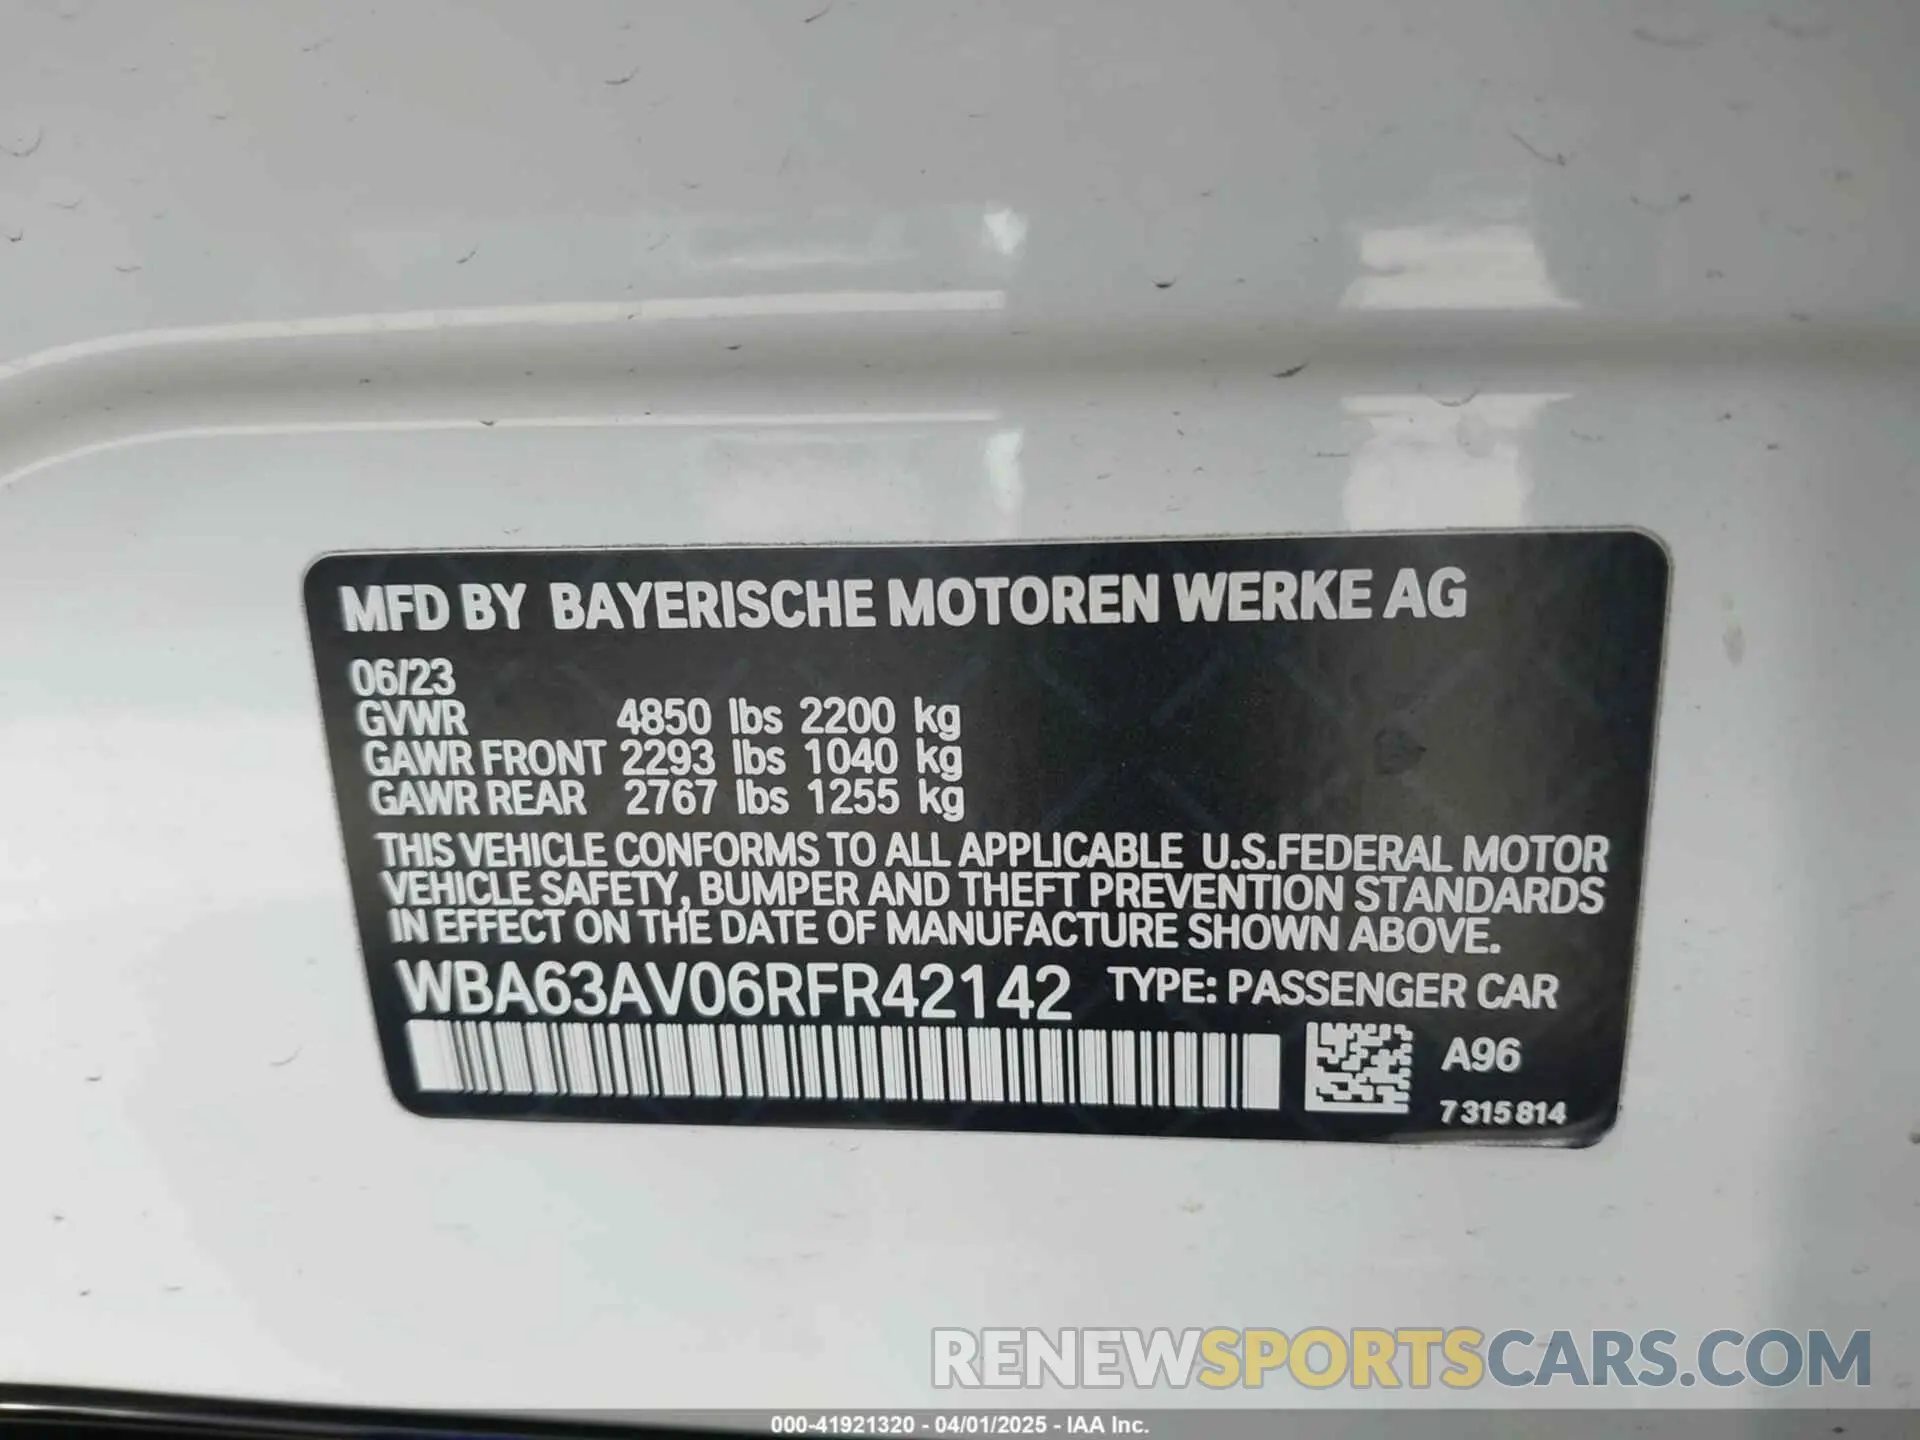 MFD BY BAYERISCHE MOTOREN WERKE AG
06/23
GVWR 4850 lbs 2200 kg
GAWR FRONT 2293 lbs 1040 kg
GAWR REAR 2767 lbs 1255 kg
THIS VEHICLE CONFORMS TO ALL APPLICABLE U.S.FEDERAL MOTOR
VEHICLE SAFETY, BUMPER AND THEFT PREVENTION STANDARDS
IN EFFECT ON THE DATE OF MANUFACTURE SHOWN ABOVE.
WBA63AV06RFR42142 TYPE: PASSENGER CAR
A96
7 315 814
RENEWSPORTSCARS.COM
000-41921320 - 04/01/2025 - IAA Inc.